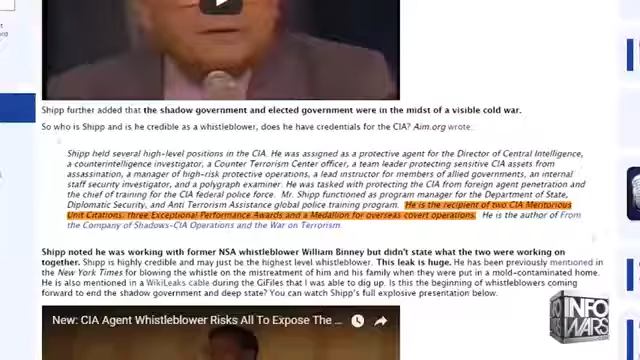 Shipp further added that the shadow government and elected government were in the midst of a visible cold war.
So who is Shipp and is he credible as a whistleblower, does he have credentials for the CIA? Aim.org wrote:
Shipp held several high-level positions in the CIA. He was assigned as a protective agent for the Director of Central Intelligence,
a counterintelligence investigator, a Counter Terrorism Center officer, a team leader protecting sensitive CIA assets from
assassination, a manager of high-risk protective operations, a lead instructor for members of allied governments, an internal
staff security investigator, and a polygraph examiner. He was tasked with protecting the CIA from foreign agent penetration and
the chief of training for the CIA federal police force. Mr. Shipp functioned as program manager for the Department of State,
Diplomatic Security, and Anti Terrorism Assistance global police training program. He is the recipient of two CIA Meritorious
Unit Citations, three Exceptional Performance Awards and a Medallion for overseas covert operations. He is the author of From
the Company of Shadows-CIA Operations and the War on Terrorism.
Shipp noted he was working with former NSA whistleblower William Binney but didn't state what the two were working on
together. Shipp is highly credible and may just be the highest level whistleblower. This leak is huge. He has been previously mentioned in
the New York Times for blowing the whistle on the mistreatment of him and his family when they were put in a mold-contaminated home.
He is also mentioned in a WikiLeaks cable during the GiFiles that I was able to dig up. Is this the beginning of whistleblowers coming
forward to end the shadow government and deep state? You can watch Shipp's full explosive presentation below.
New: CIA Agent Whistleblower Risks All To Expose The ...
INFO
WARS